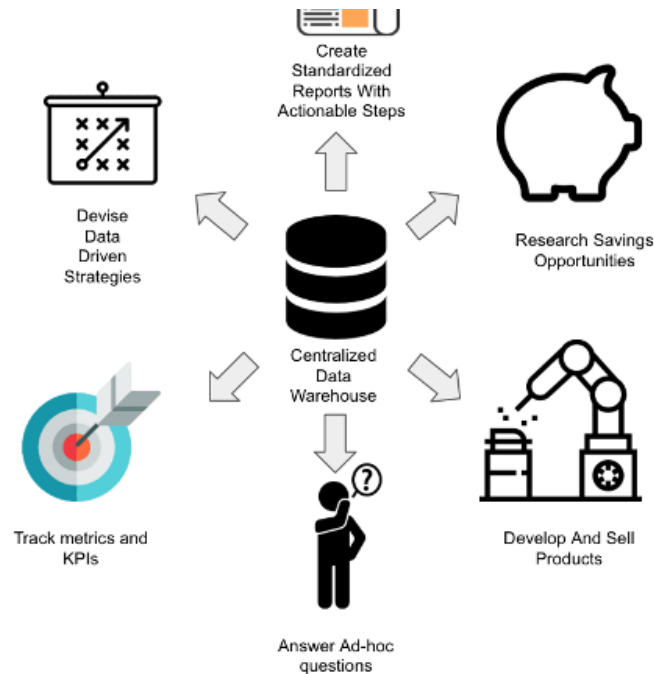 Create
Standardized
Reports With
Actionable Steps
Devise
Data
Driven
Strategies
Research Savings
Opportunities
Centralized
Data
Warehouse
Track metrics and
KPIs
?
Develop And Sell
Products
Answer Ad-hoc
questions